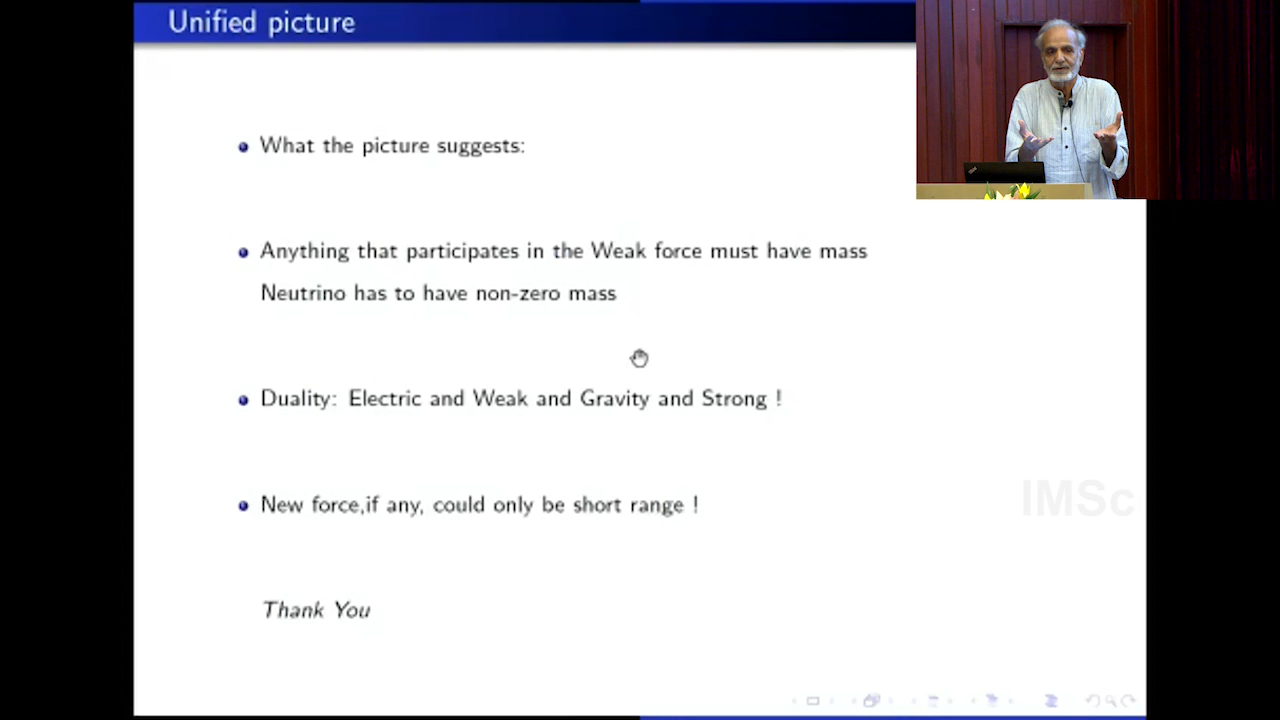 Unified picture
What the picture suggests:
Anything that participates in the Weak force must have mass
Neutrino has to have non-zero mass
Duality: Electric and Weak and Gravity and Strong !
IMSc
New force,if any, could only be short range !
Thank You